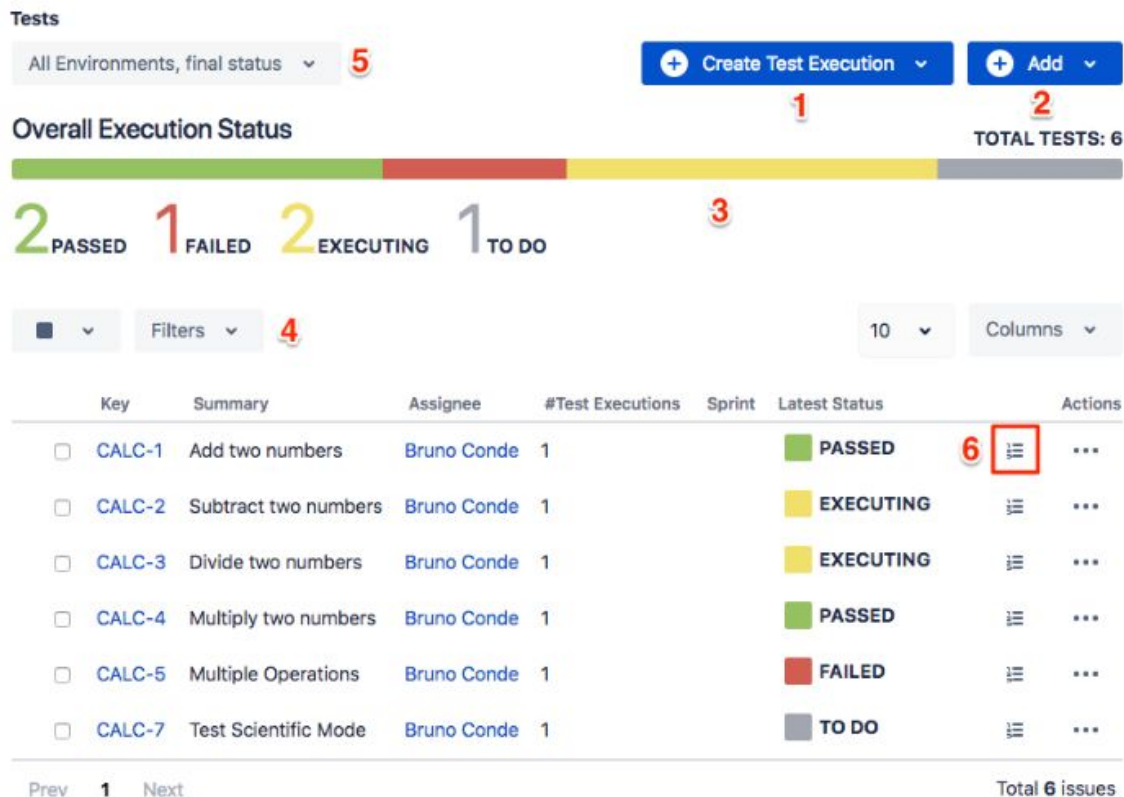 Tests
All Environments, final status 5 Create Test Execution Add
1 2
Overall Execution Status TOTAL TESTS: 6
3
2 PASSED 1 FAILED 2 EXECUTING 1 TO DO
Filters 4 10 Columns
Key Summary Assignee #Test Executions Sprint Latest Status Actions
CALC-1 Add two numbers Bruno Conde 1 PASSED 6
CALC-2 Subtract two numbers Bruno Conde 1 EXECUTING
CALC-3 Divide two numbers Bruno Conde 1 EXECUTING
CALC-4 Multiply two numbers Bruno Conde 1 PASSED
CALC-5 Multiple Operations Bruno Conde 1 FAILED
CALC-7 Test Scientific Mode Bruno Conde 1 TO DO
Prev 1 Next Total 6 issues